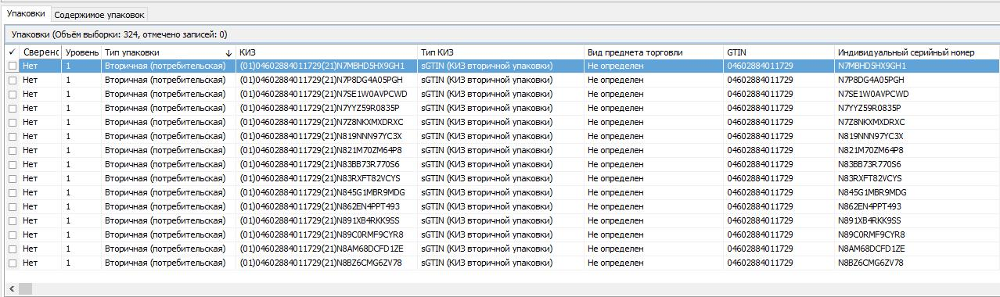 Упаковки Содержимое упаковок
Упаковки (Объём выборки: 324, отмечено записей: 0)
✓ Сверенс Уровень Тип упаковки ↓ КИЗ Тип КИЗ Вид предмета торговли GTIN Индивидуальный серийный номер
Нет 1 Вторичная (потребительская) (01)04602884011729(21)N7MBHD5HX9GH1 sGTIN (КИЗ вторичной упаковки) Не определен 04602884011729 N7MBHD5HX9GH1
Нет 1 Вторичная (потребительская) (01)04602884011729(21)N7P8DG4A05PGH sGTIN (КИЗ вторичной упаковки) Не определен 04602884011729 N7P8DG4A05PGH
Нет 1 Вторичная (потребительская) (01)04602884011729(21)N7SE1W0AVPCWD sGTIN (КИЗ вторичной упаковки) Не определен 04602884011729 N7SE1W0AVPCWD
Нет 1 Вторичная (потребительская) (01)04602884011729(21)N7YYZ59R0835P sGTIN (КИЗ вторичной упаковки) Не определен 04602884011729 N7YYZ59R0835P
Нет 1 Вторичная (потребительская) (01)04602884011729(21)N7Z8NKXMXDRXC sGTIN (КИЗ вторичной упаковки) Не определен 04602884011729 N7Z8NKXMXDRXC
Нет 1 Вторичная (потребительская) (01)04602884011729(21)N819NNN97YC3X sGTIN (КИЗ вторичной упаковки) Не определен 04602884011729 N819NNN97YC3X
Нет 1 Вторичная (потребительская) (01)04602884011729(21)N821M70ZM64P8 sGTIN (КИЗ вторичной упаковки) Не определен 04602884011729 N821M70ZM64P8
Нет 1 Вторичная (потребительская) (01)04602884011729(21)N83BB73R770S6 sGTIN (КИЗ вторичной упаковки) Не определен 04602884011729 N83BB73R770S6
Нет 1 Вторичная (потребительская) (01)04602884011729(21)N83RXFT82VCYS sGTIN (КИЗ вторичной упаковки) Не определен 04602884011729 N83RXFT82VCYS
Нет 1 Вторичная (потребительская) (01)04602884011729(21)N845G1MBR9MDG sGTIN (КИЗ вторичной упаковки) Не определен 04602884011729 N845G1MBR9MDG
Нет 1 Вторичная (потребительская) (01)04602884011729(21)N862EN4PPT493 sGTIN (КИЗ вторичной упаковки) Не определен 04602884011729 N862EN4PPT493
Нет 1 Вторичная (потребительская) (01)04602884011729(21)N891XB4RKK9SS sGTIN (КИЗ вторичной упаковки) Не определен 04602884011729 N891XB4RKK9SS
Нет 1 Вторичная (потребительская) (01)04602884011729(21)N89C0RMF9CYR8 sGTIN (КИЗ вторичной упаковки) Не определен 04602884011729 N89C0RMF9CYR8
Нет 1 Вторичная (потребительская) (01)04602884011729(21)N8AM68DCFD1ZE sGTIN (КИЗ вторичной упаковки) Не определен 04602884011729 N8AM68DCFD1ZE
Нет 1 Вторичная (потребительская) (01)04602884011729(21)N8BZ6CMG6ZV78 sGTIN (КИЗ вторичной упаковки) Не определен 04602884011729 N8BZ6CMG6ZV78